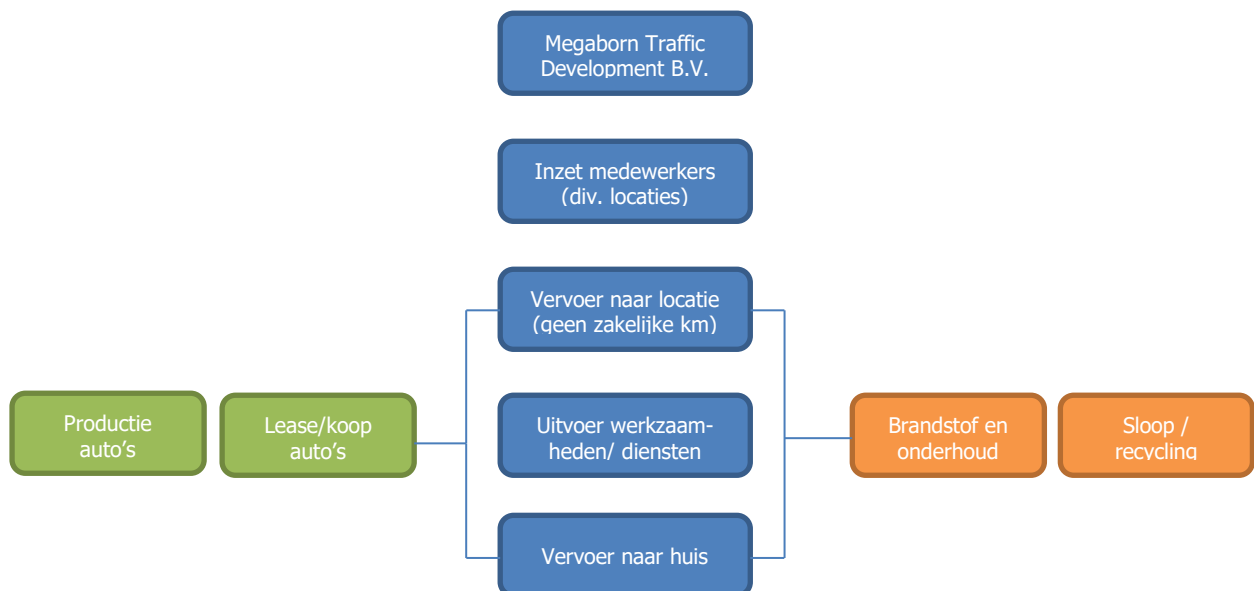 Megaborn Traffic
Development B.V.
Inzet medewerkers
(div. locaties)
Vervoer naar locatie
(geen zakelijke km)
Productie
auto’s
Lease/koop
auto’s
Uitvoer werkzaam-
heden/ diensten
Brandstof en
onderhoud
Sloop /
recycling
Vervoer naar huis